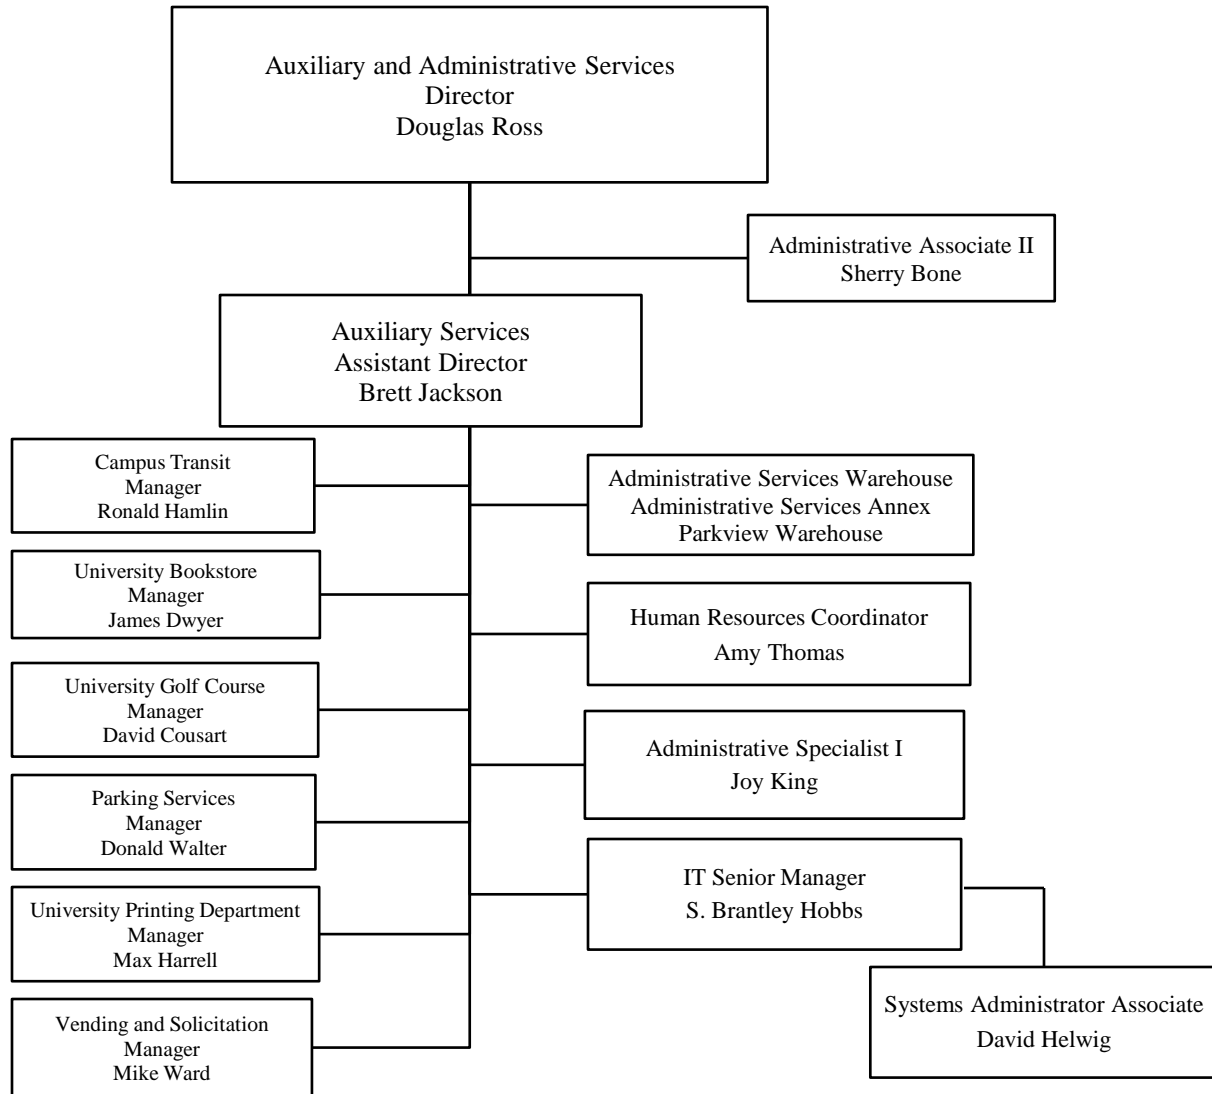 Auxiliary and Administrative Services
Director
Douglas Ross
Administrative Associate II
Sherry Bone
Auxiliary Services
Assistant Director
Brett Jackson
Campus Transit
Manager
Ronald Hamlin
University Bookstore
Manager
James Dwyer
University Golf Course
Manager
David Cousart
Parking Services
Manager
Donald Walter
University Printing Department
Manager
Max Harrell
Vending and Solicitation
Manager
Mike Ward
Administrative Services Warehouse
Administrative Services Annex
Parkview Warehouse
Human Resources Coordinator
Amy Thomas
Administrative Specialist I
Joy King
IT Senior Manager
S. Brantley Hobbs
Systems Administrator Associate
David Helwig